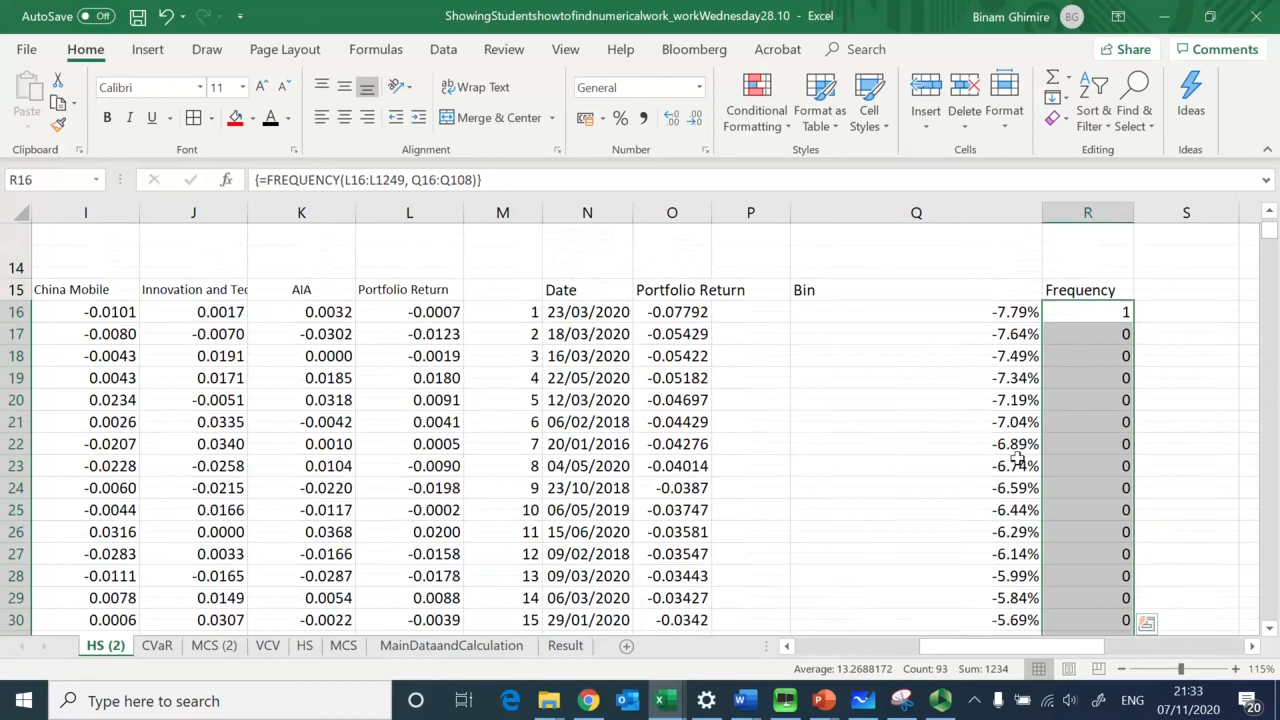 AutoSave Off ShowingStudentshowtofindnumericalwork_workWednesday28.10 - Excel Binam Ghimire BG
File Home Insert Draw Page Layout Formulas Data Review View Help Bloomberg Acrobat Search Share Comments
Paste Calibri 11 Wrap Text General Conditional Formatting Format as Table Cell Styles Insert Delete Format Sort & Filter Find & Select Ideas
B I U Merge & Center
Clipboard Font Alignment Number Styles Cells Editing Ideas
R16 fx {=FREQUENCY(L16:L1249, Q16:Q108)}
I J K L M N O P Q R S
14
15 China Mobile Innovation and Tec AIA Portfolio Return Date Portfolio Return Bin Frequency
16 -0.0101 0.0017 0.0032 -0.0007 1 23/03/2020 -0.07792 -7.79% 1
17 -0.0080 -0.0070 -0.0302 -0.0123 2 18/03/2020 -0.05429 -7.64% 0
18 -0.0043 0.0191 0.0000 -0.0019 3 16/03/2020 -0.05422 -7.49% 0
19 0.0043 0.0171 0.0185 0.0180 4 22/05/2020 -0.05182 -7.34% 0
20 0.0234 -0.0051 0.0318 0.0091 5 12/03/2020 -0.04697 -7.19% 0
21 0.0026 0.0335 -0.0042 0.0041 6 06/02/2018 -0.04429 -7.04% 0
22 -0.0207 0.0340 0.0010 0.0005 7 20/01/2016 -0.04276 -6.89% 0
23 -0.0228 -0.0258 0.0104 -0.0090 8 04/05/2020 -0.04014 -6.74% 0
24 -0.0060 -0.0215 -0.0220 -0.0198 9 23/10/2018 -0.0387 -6.59% 0
25 -0.0044 0.0166 -0.0117 -0.0002 10 06/05/2019 -0.03747 -6.44% 0
26 0.0316 0.0000 0.0368 0.0200 11 15/06/2020 -0.03581 -6.29% 0
27 -0.0283 0.0033 -0.0166 -0.0158 12 09/02/2018 -0.03547 -6.14% 0
28 -0.0111 -0.0165 -0.0287 -0.0178 13 09/03/2020 -0.03443 -5.99% 0
29 0.0078 0.0149 0.0054 0.0088 14 06/03/2020 -0.03427 -5.84% 0
30 0.0006 0.0307 -0.0022 -0.0039 15 29/01/2020 -0.0342 -5.69% 0
HS (2) CVaR MCS (2) VCV HS MCS MainDataandCalculation Result
Average: 13.2688172 Count: 93 Sum: 1234 115%
Type here to search ENG 21:33
07/11/2020 20